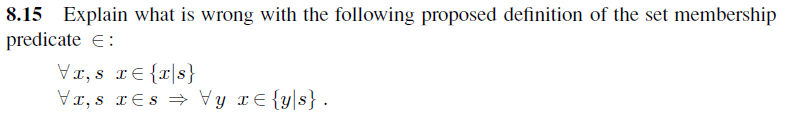 8.15 Explain what is wrong with the following proposed definition of the set membership
predicate ∈ :
∀ x, s x ∈ {x|s}
∀ x, s x ∈ s ⇒ ∀ y x ∈ {y|s} .